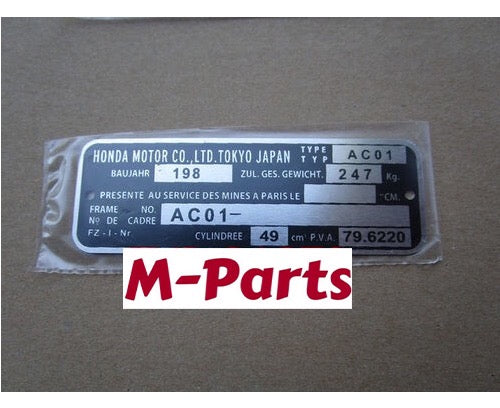 HONDA MOTOR CO.,LTD.TOKYO JAPAN TYPE TYP AC01
BAUJAHR 198 ZUL. GES. GEWICHT. 247 Kg.
PRESENTE AU SERVICE DES MINES A PARIS LE "CM.
FRAME NO. AC01-
Nº DE CADRE
FZ - I - Nr CYLINDREE 49 cm³ P.V.A. 79.6220
M-Parts